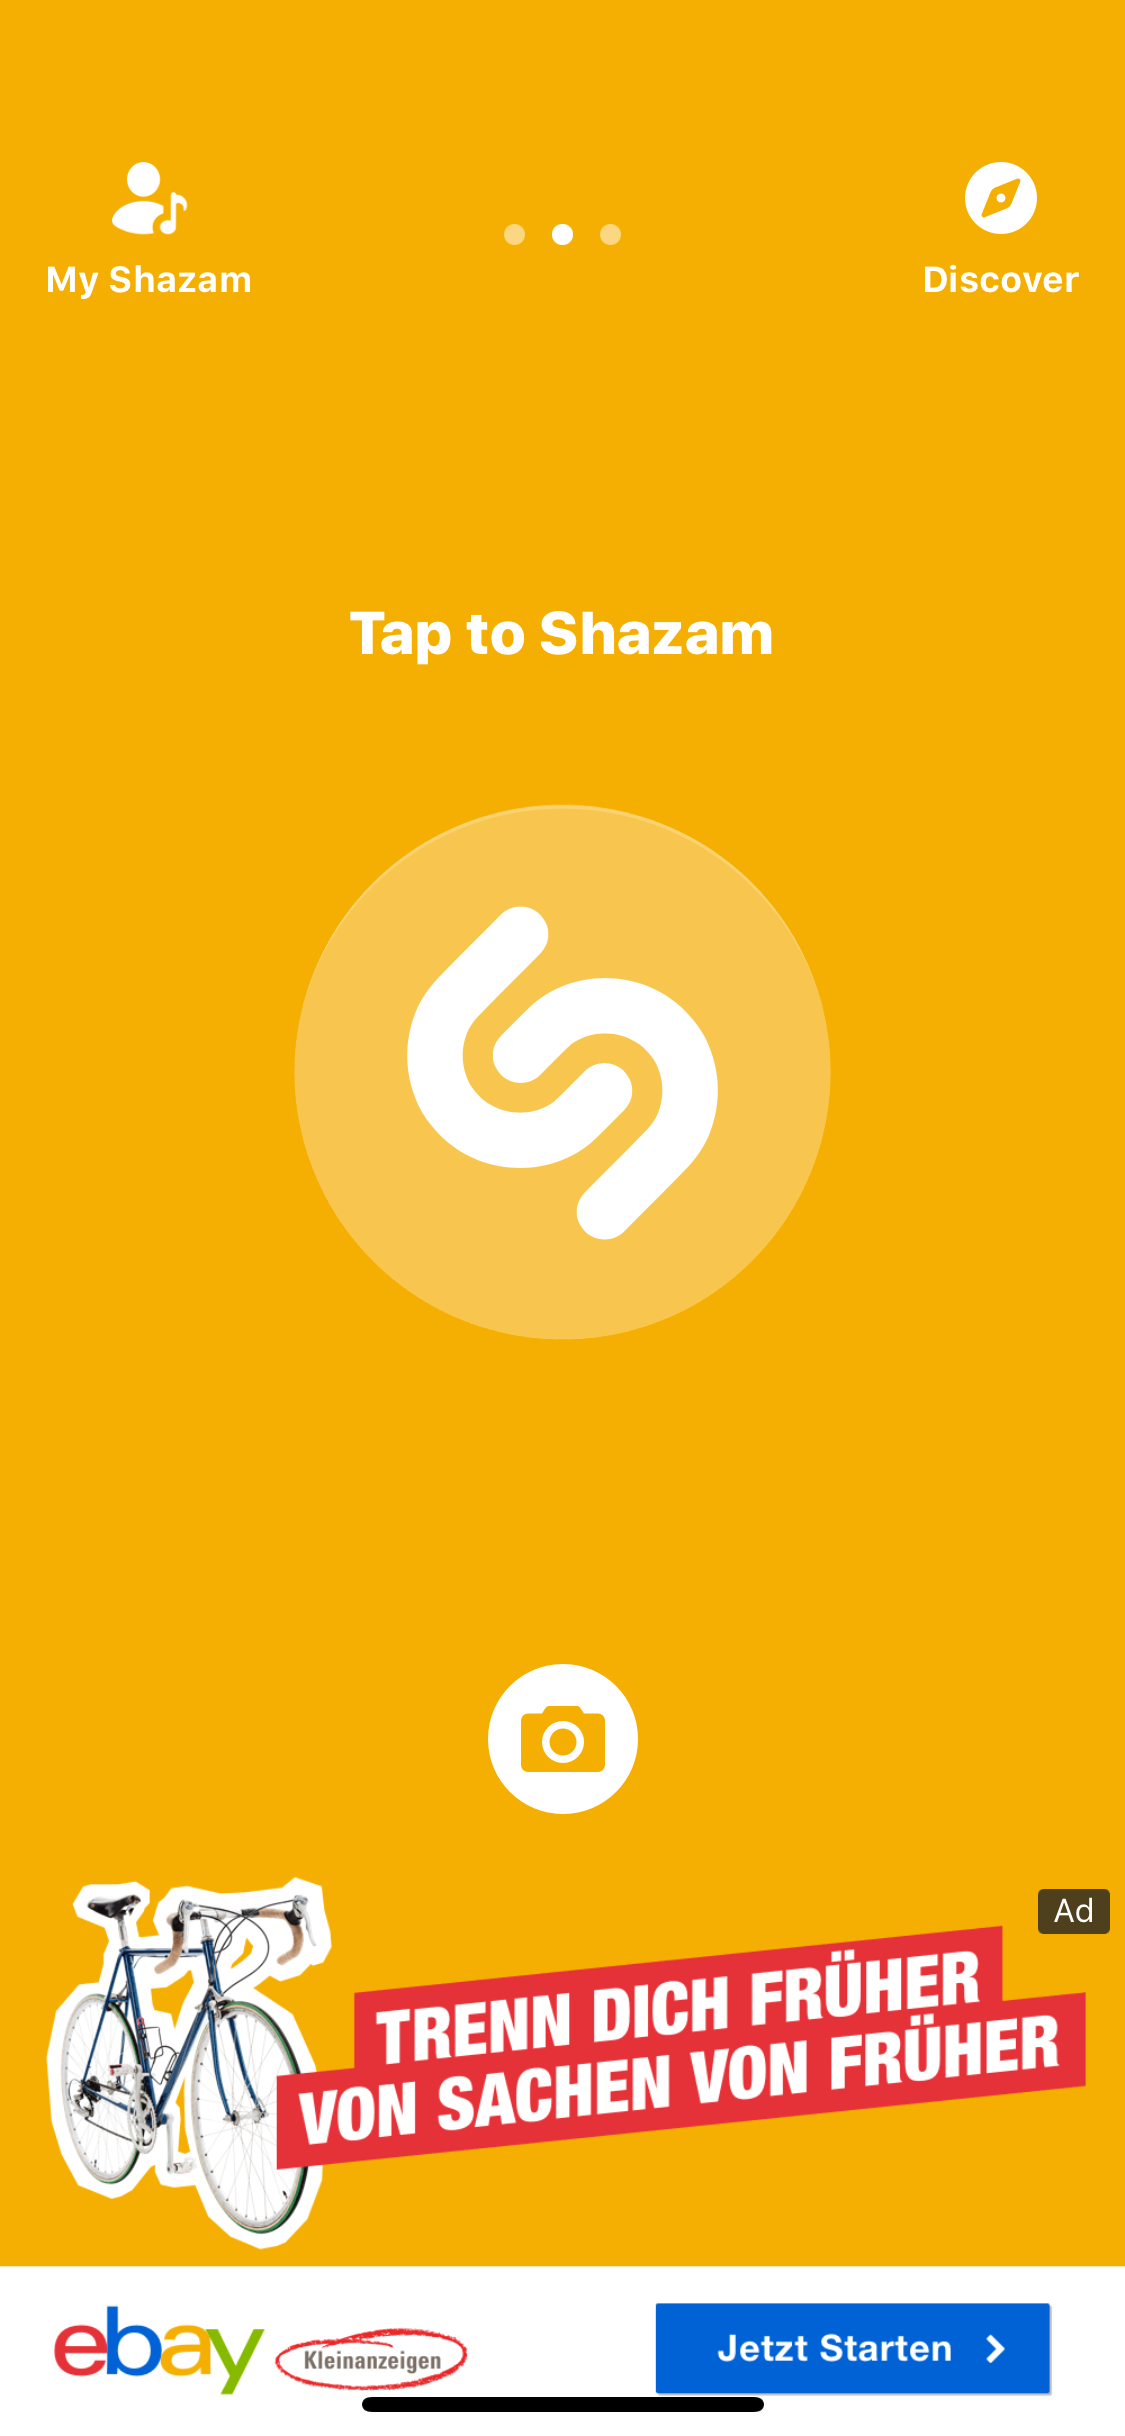 My Shazam
Discover
Tap to Shazam
Ad
TRENN DICH FRÜHER
VON SACHEN VON FRÜHER
ebay Kleinanzeigen
Jetzt Starten